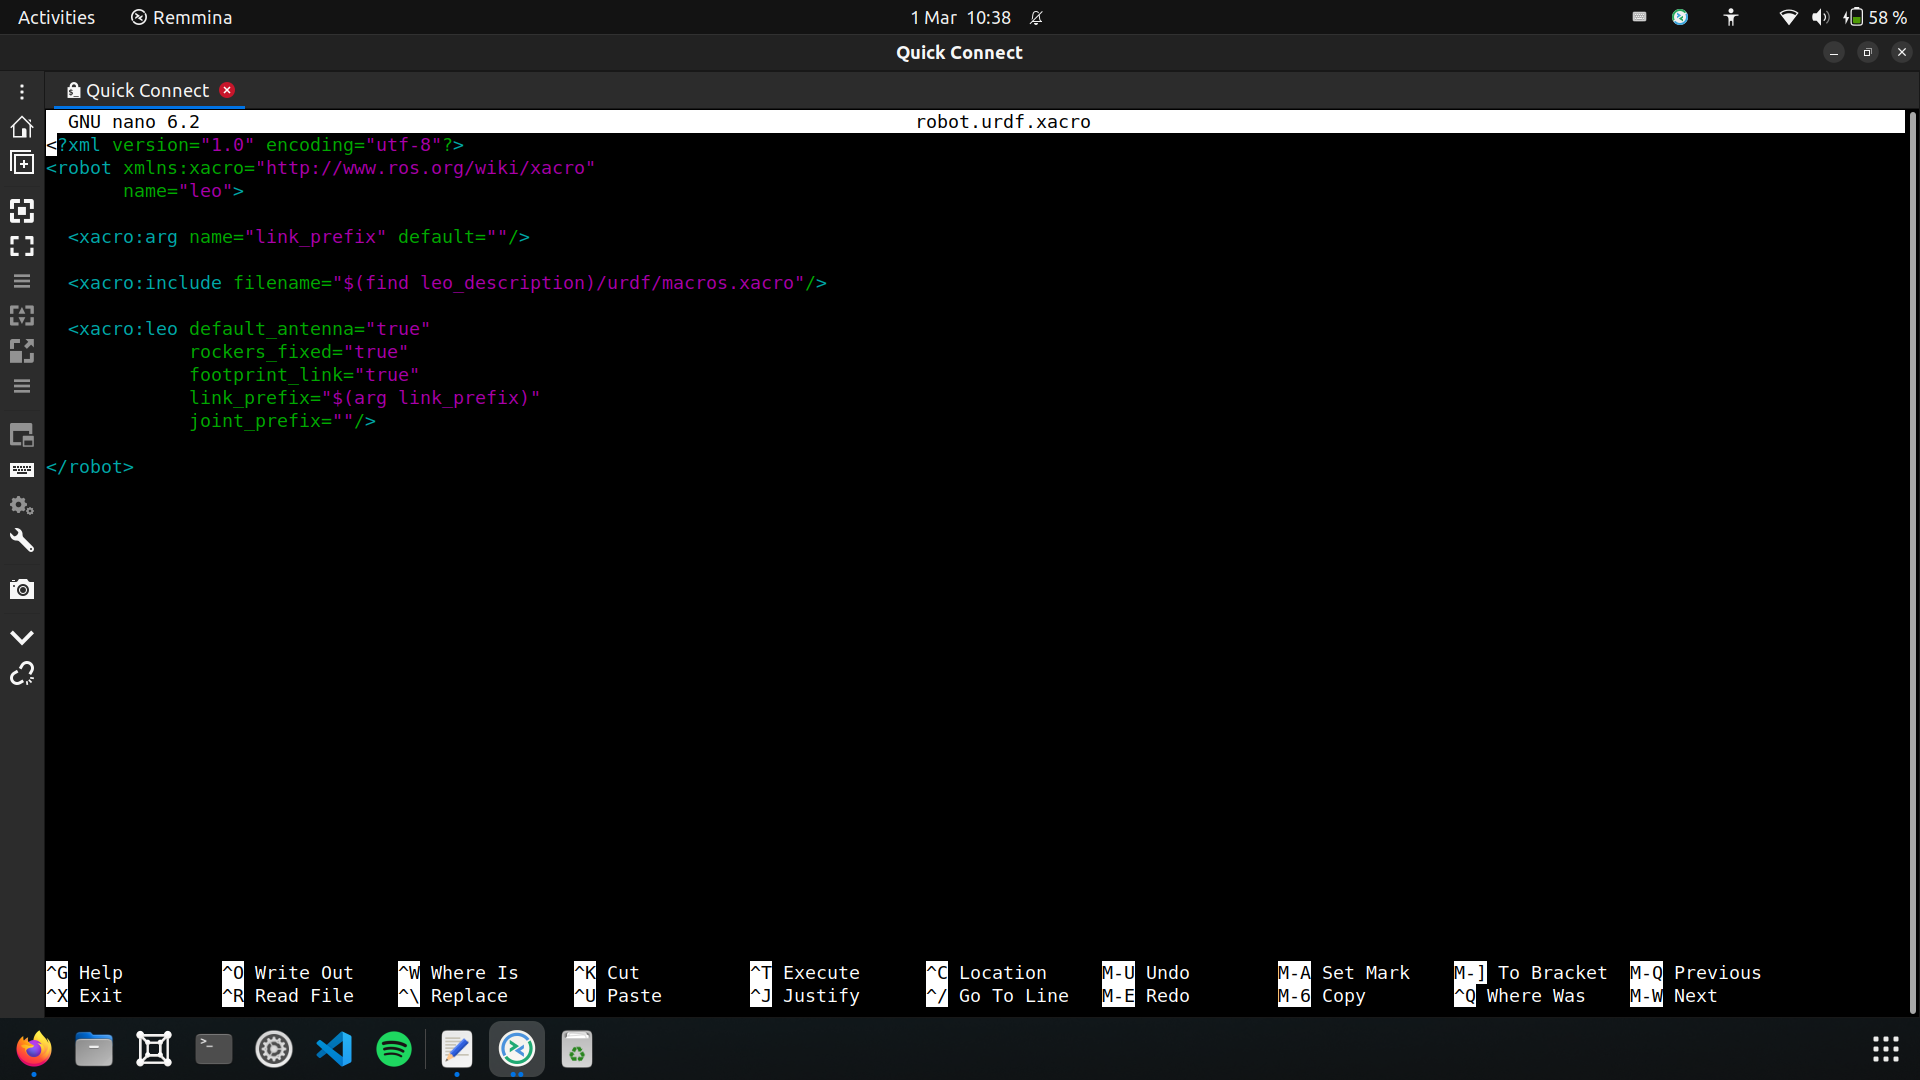 Activities Remmina 1 Mar 10:38 58 %
Quick Connect
Quick Connect
GNU nano 6.2 robot.urdf.xacro
<?xml version="1.0" encoding="utf-8"?>
<robot xmlns:xacro="http://www.ros.org/wiki/xacro"
       name="leo">
  <xacro:arg name="link_prefix" default=""/>
  <xacro:include filename="$(find leo_description)/urdf/macros.xacro"/>
  <xacro:leo default_antenna="true"
             rockers_fixed="true"
             footprint_link="true"
             link_prefix="$(arg link_prefix)"
             joint_prefix=""/>
</robot>
^G Help ^O Write Out ^W Where Is ^K Cut ^T Execute ^C Location M-U Undo M-A Set Mark M-] To Bracket M-Q Previous
^X Exit ^R Read File ^\ Replace ^U Paste ^J Justify ^/ Go To Line M-E Redo M-6 Copy ^Q Where Was M-W Next